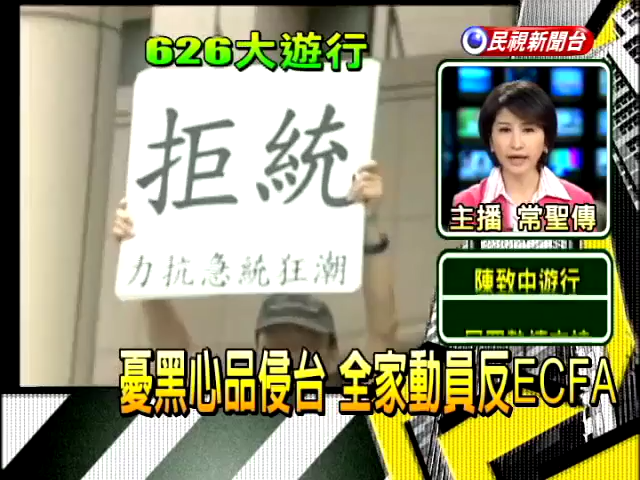 626大遊行
民視新聞台
拒統
力抗急統狂潮
主播 常聖傳
陳致中遊行
憂黑心品侵台 全家動員反ECFA